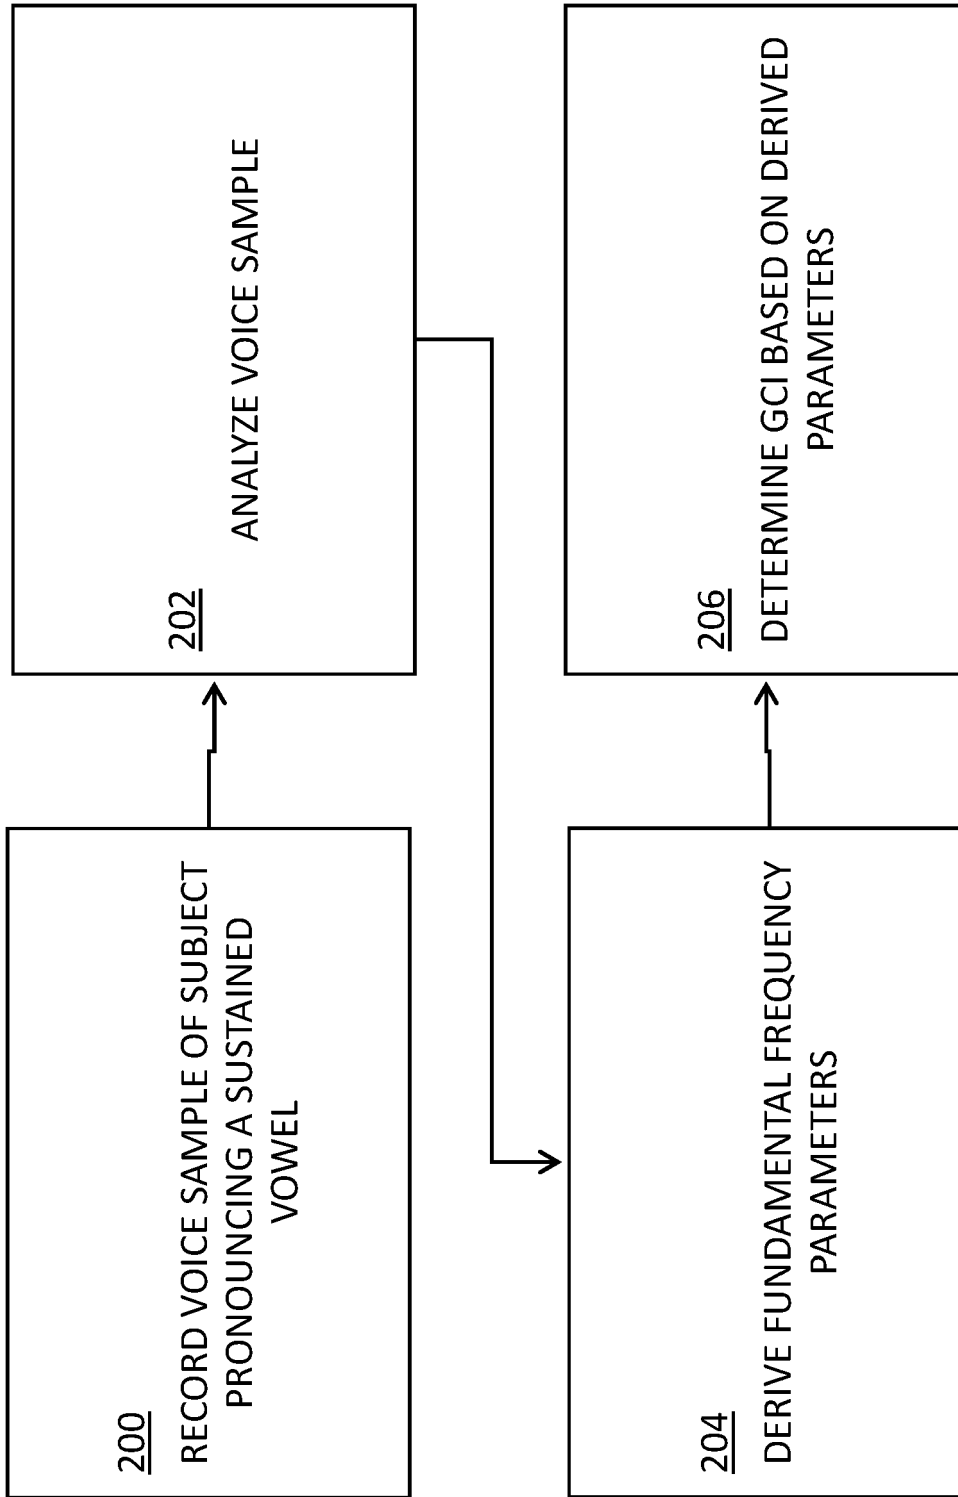 200
RECORD VOICE SAMPLE OF SUBJECT
PRONOUNCING A SUSTAINED
VOWEL
202
ANALYZE VOICE SAMPLE
204
DERIVE FUNDAMENTAL FREQUENCY
PARAMETERS
206
DETERMINE GCI BASED ON DERIVED
PARAMETERS